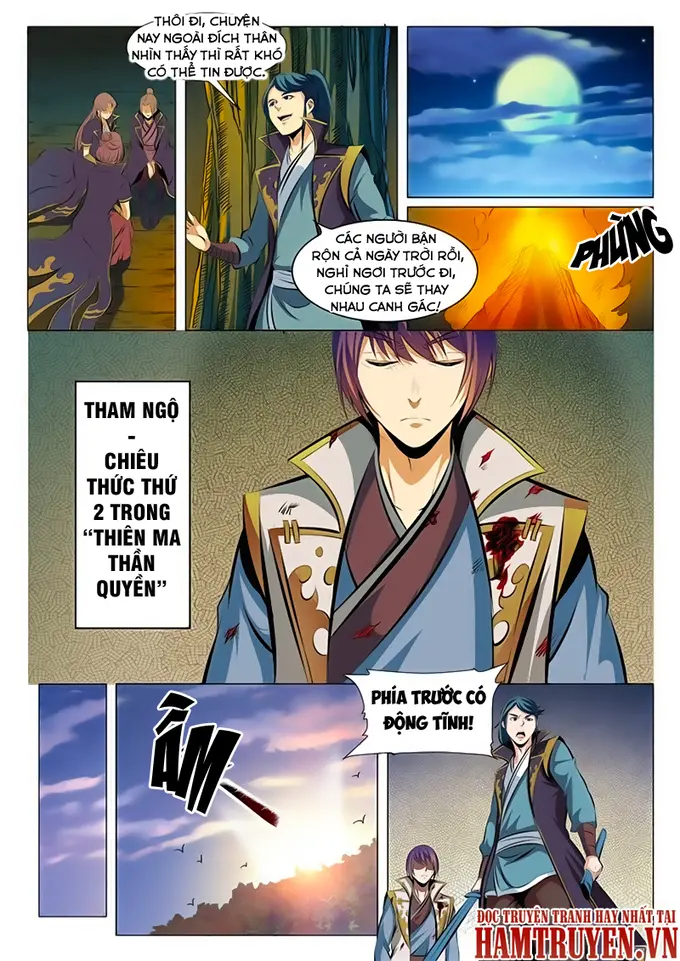 THÔI ĐI, CHUYỆN
NAY NGOÀI ĐÍCH THÂN
NHÌN THẤY THÌ RẤT KHÓ
CÓ THỂ TIN ĐƯỢC.
CÁC NGƯỜI BẬN
RỘN CẢ NGÀY TRỜI RỒI,
NGHỈ NGƠI TRƯỚC ĐI,
CHÚNG TA SẼ THAY
NHAU CANH GÁC!
PHỪNG
THAM NGỘ
-
CHIÊU
THỨC THỨ
2 TRONG
“THIÊN MA
THẦN
QUYỀN”
ẦM
PHÍA TRƯỚC CÓ
ĐỘNG TĨNH!
ĐỌC TRUYỆN TRANH HAY NHẤT TẠI
HAMTRUYEN.VN